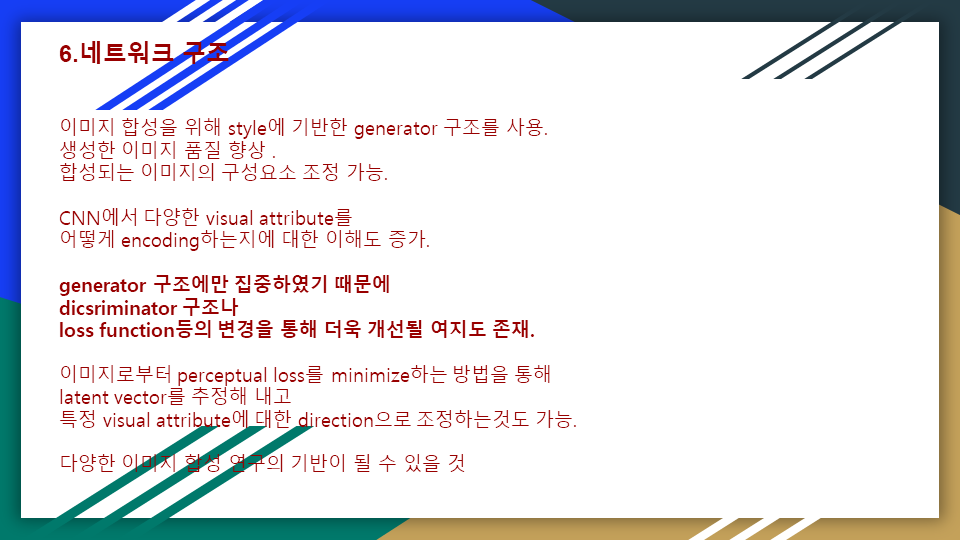 6.네트워크 구조
이미지 합성을 위해 style에 기반한 generator 구조를 사용.
생성한 이미지 품질 향상 .
합성되는 이미지의 구성요소 조정 가능.
CNN에서 다양한 visual attribute를
어떻게 encoding하는지에 대한 이해도 증가.
generator 구조에만 집중하였기 때문에
dicsriminator 구조나
loss function등의 변경을 통해 더욱 개선될 여지도 존재.
이미지로부터 perceptual loss를 minimize하는 방법을 통해
latent vector를 추정해 내고
특정 visual attribute에 대한 direction으로 조정하는것도 가능.
다양한 이미지 합성 연구의 기반이 될 수 있을 것